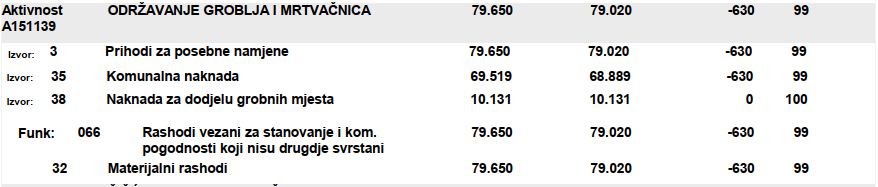 Aktivnost ODRŽAVANJE GROBLJA I MRTVAČNICA 79.650 79.020 -630 99
A151139
Izvor: 3 Prihodi za posebne namjene 79.650 79.020 -630 99
Izvor: 35 Komunalna naknada 69.519 68.889 -630 99
Izvor: 38 Naknada za dodjelu grobnih mjesta 10.131 10.131 0 100
Funk: 066 Rashodi vezani za stanovanje i kom. 79.650 79.020 -630 99
pogodnosti koji nisu drugdje svrstani
32 Materijalni rashodi 79.650 79.020 -630 99